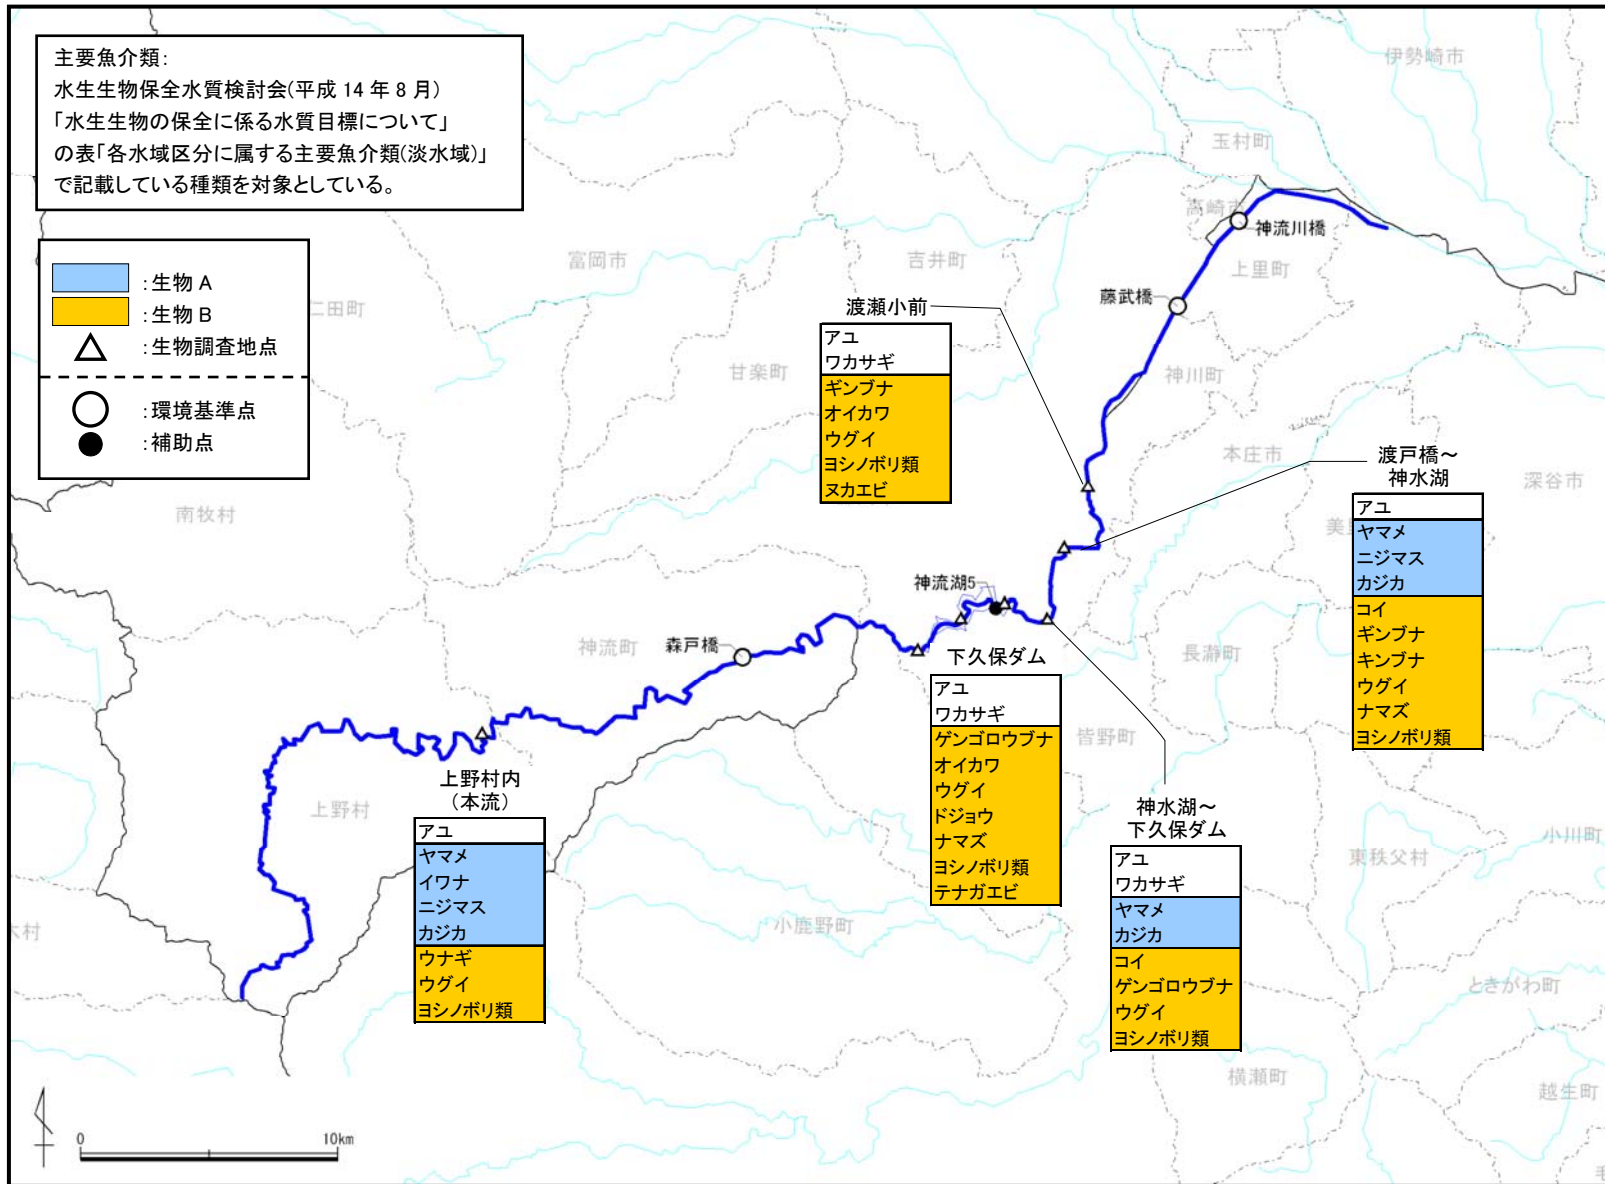 主要魚介類：
水生生物保全水質検討会(平成 14 年 8 月)
「水生生物の保全に係る水質目標について」
の表「各水域区分に属する主要魚介類(淡水域)」
で記載している種類を対象としている。
：生物 A
：生物 B
：生物調査地点
：環境基準点
：補助点
伊勢崎市
玉村町
高崎市
神流川橋
上里町
富岡市
吉井町
藤武橋
仁田町
甘楽町
神川町
本庄市
深谷市
南牧村
美
長瀞町
神流町
皆野町
上野村
小鹿野町
東秩父村
小川町
木村
ときがわ町
横瀬町
越生町
毛
森戸橋
神流湖5
渡瀬小前
アユ
ワカサギ
ギンブナ
オイカワ
ウグイ
ヨシノボリ類
ヌカエビ
渡戸橋～
神水湖
アユ
ヤマメ
ニジマス
カジカ
コイ
ギンブナ
キンブナ
ウグイ
ナマズ
ヨシノボリ類
下久保ダム
アユ
ワカサギ
ゲンゴロウブナ
オイカワ
ウグイ
ドジョウ
ナマズ
ヨシノボリ類
テナガエビ
神水湖～
下久保ダム
アユ
ワカサギ
ヤマメ
カジカ
コイ
ゲンゴロウブナ
ウグイ
ヨシノボリ類
上野村内
（本流）
アユ
ヤマメ
イワナ
ニジマス
カジカ
ウナギ
ウグイ
ヨシノボリ類
0 10km